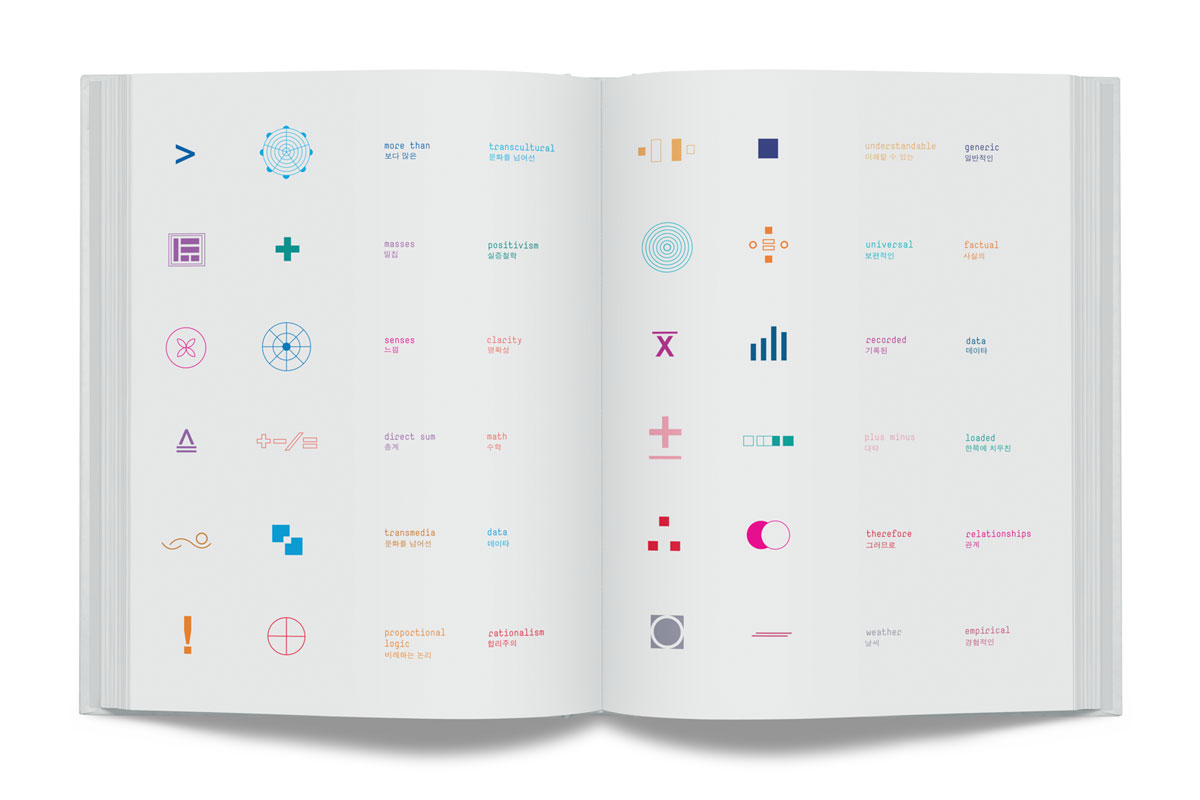 more than
보다 많은
transcultural
문화를 넘어선
masses
밀집
positivism
실증철학
senses
느낌
clarity
명확성
direct sum
총계
math
수학
transmedia
문화를 넘어선
data
데이타
proportional
logic
비례하는 논리
rationalism
합리주의
understandable
이해할 수 있는
generic
일반적인
universal
보편적인
factual
사실의
recorded
기록된
data
데이타
plus minus
대략
loaded
한쪽에 치우친
therefore
그러므로
relationships
관계
weather
날씨
empirical
경험적인